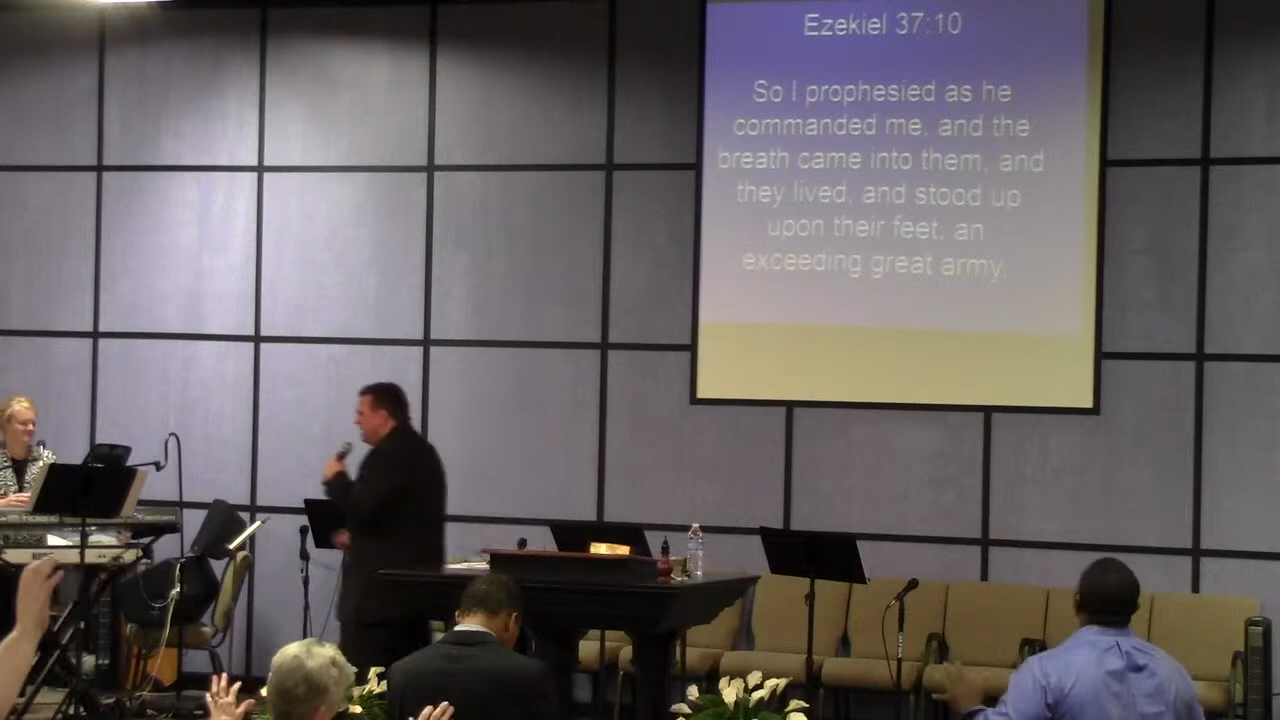 Ezekiel 37:10
So I prophesied as he
commanded me, and the
breath came into them, and
they lived, and stood up
upon their feet, an
exceeding great army.